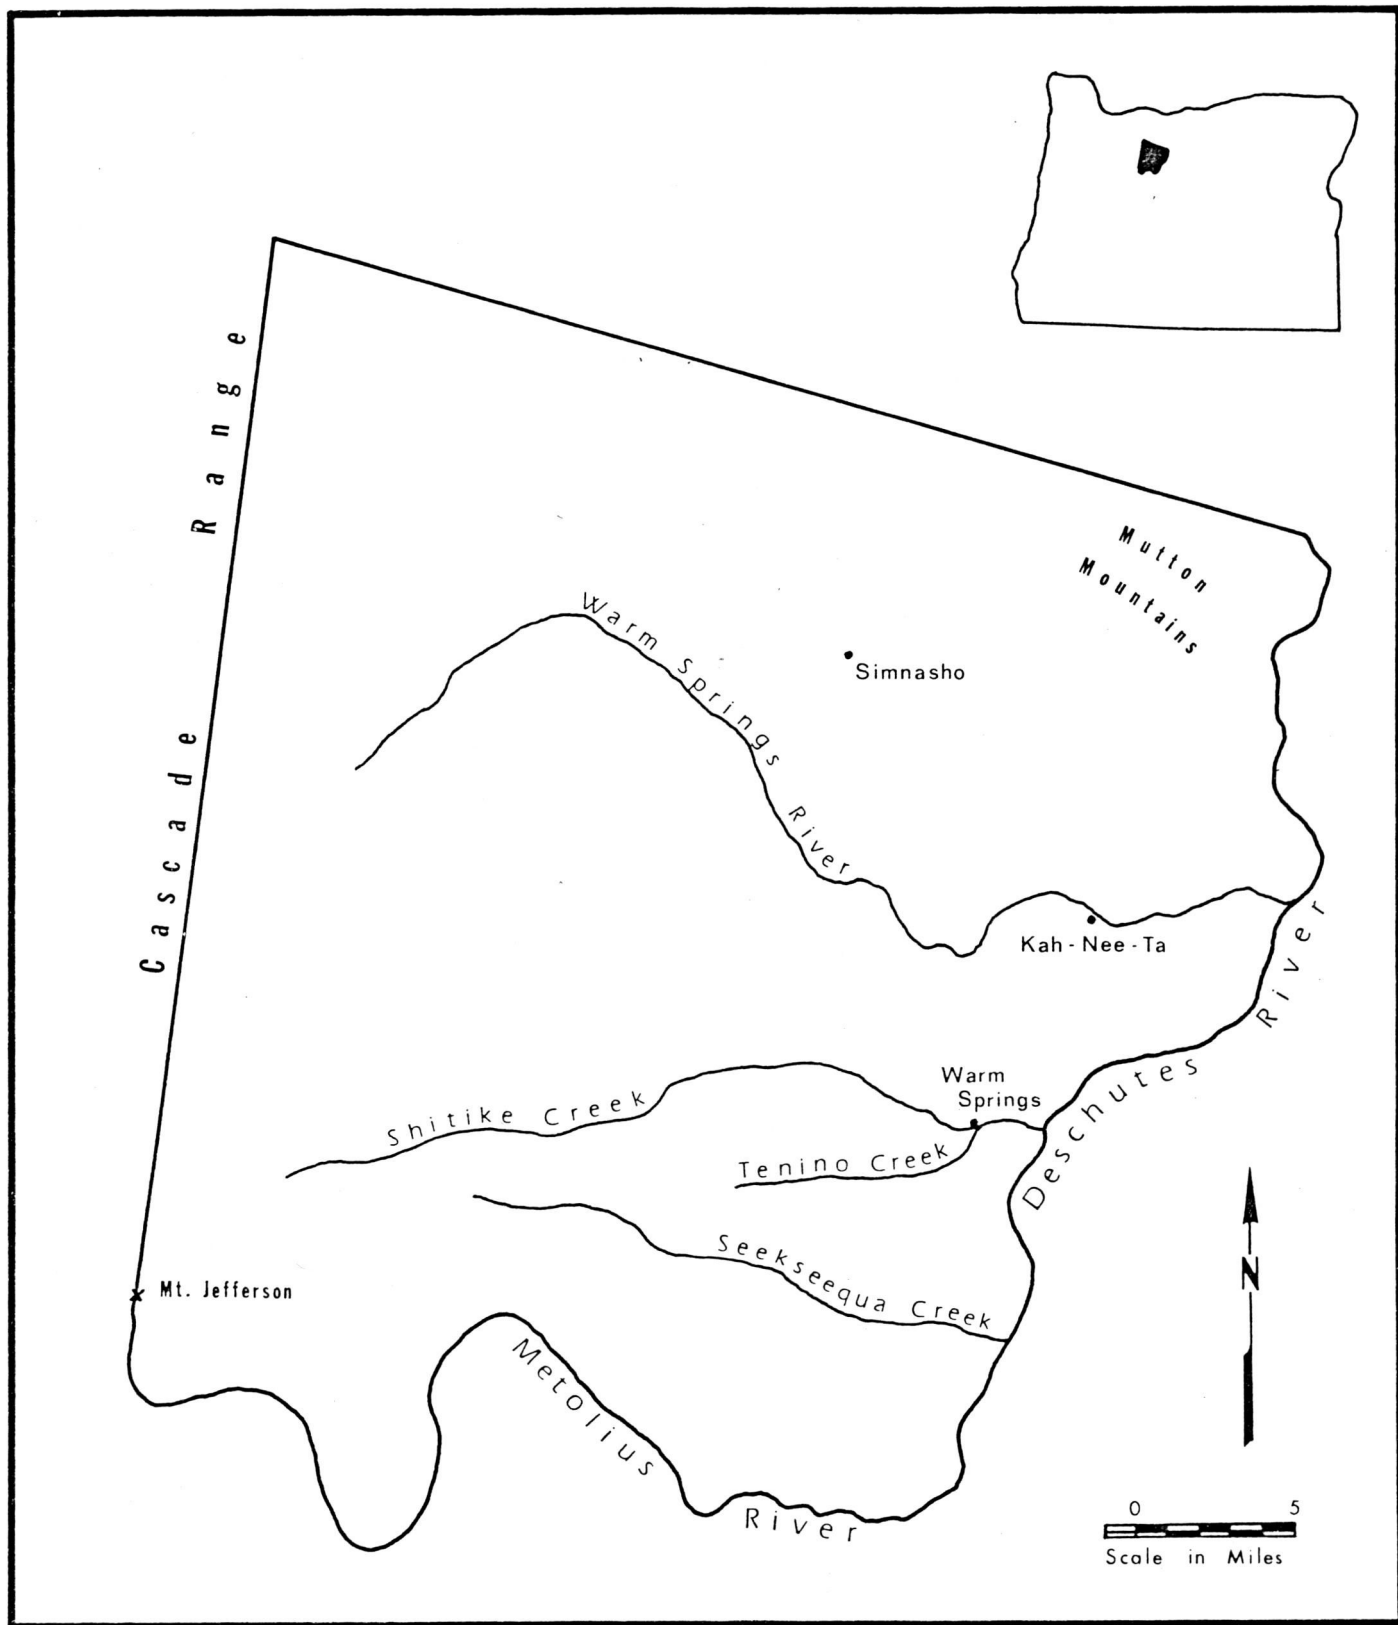 Cascade Range
Mutton
Mountains
Warm Springs River
Simnasho
Kah-Nee-Ta
Deschutes River
Warm
Springs
Shitike Creek
Tenino Creek
Seekseequa Creek
Mt. Jefferson
Metolius River
N
0 5
Scale in Miles